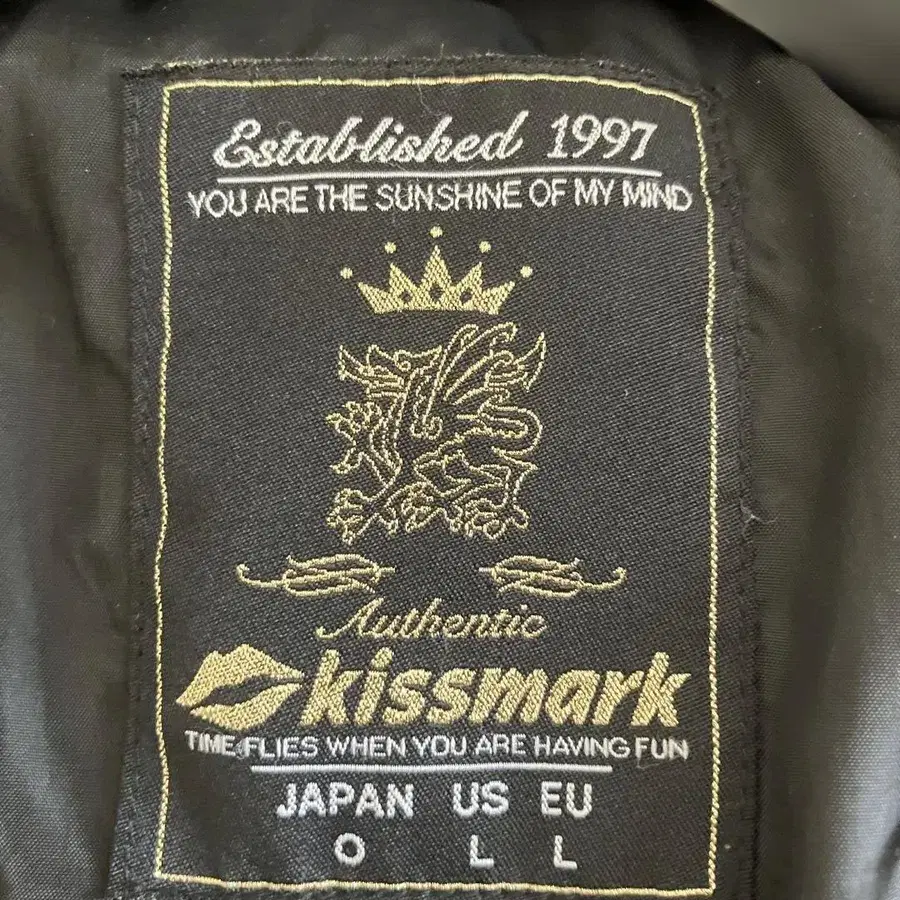 Established 1997
YOU ARE THE SUNSHINE OF MY MIND
Authentic
kissmark
TIME FLIES WHEN YOU ARE HAVING FUN
JAPAN US EU
O L L